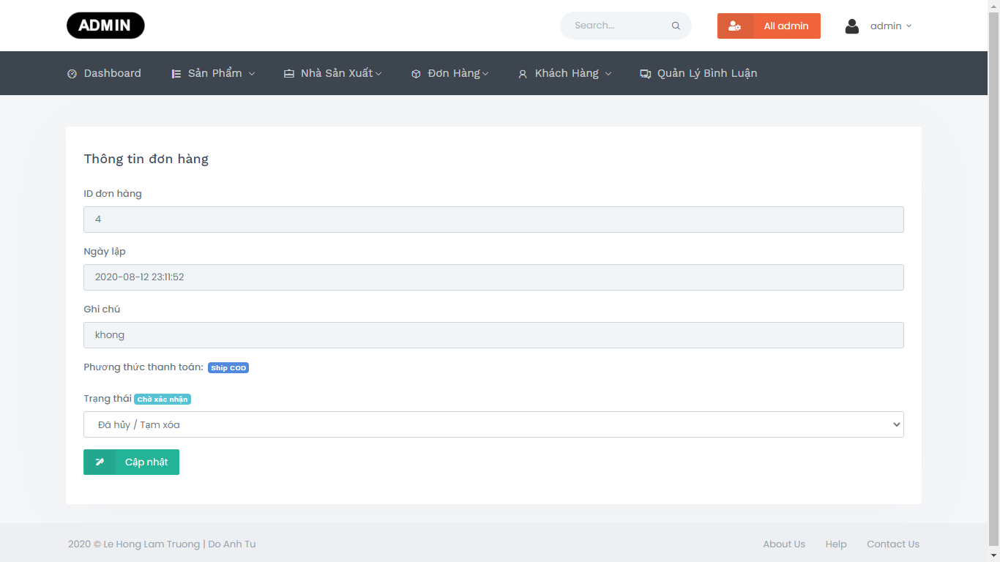 ADMIN
Search...
All admin
admin
Dashboard
Sản Phẩm
Nhà Sản Xuất
Đơn Hàng
Khách Hàng
Quản Lý Bình Luận
Thông tin đơn hàng
ID đơn hàng
4
Ngày lập
2020-08-12 23:11:52
Ghi chú
khong
Phương thức thanh toán: Ship COD
Trạng thái Chờ xác nhận
Đã hủy / Tạm xóa
Cập nhật
2020 © Le Hong Lam Truong | Do Anh Tu
About Us
Help
Contact Us